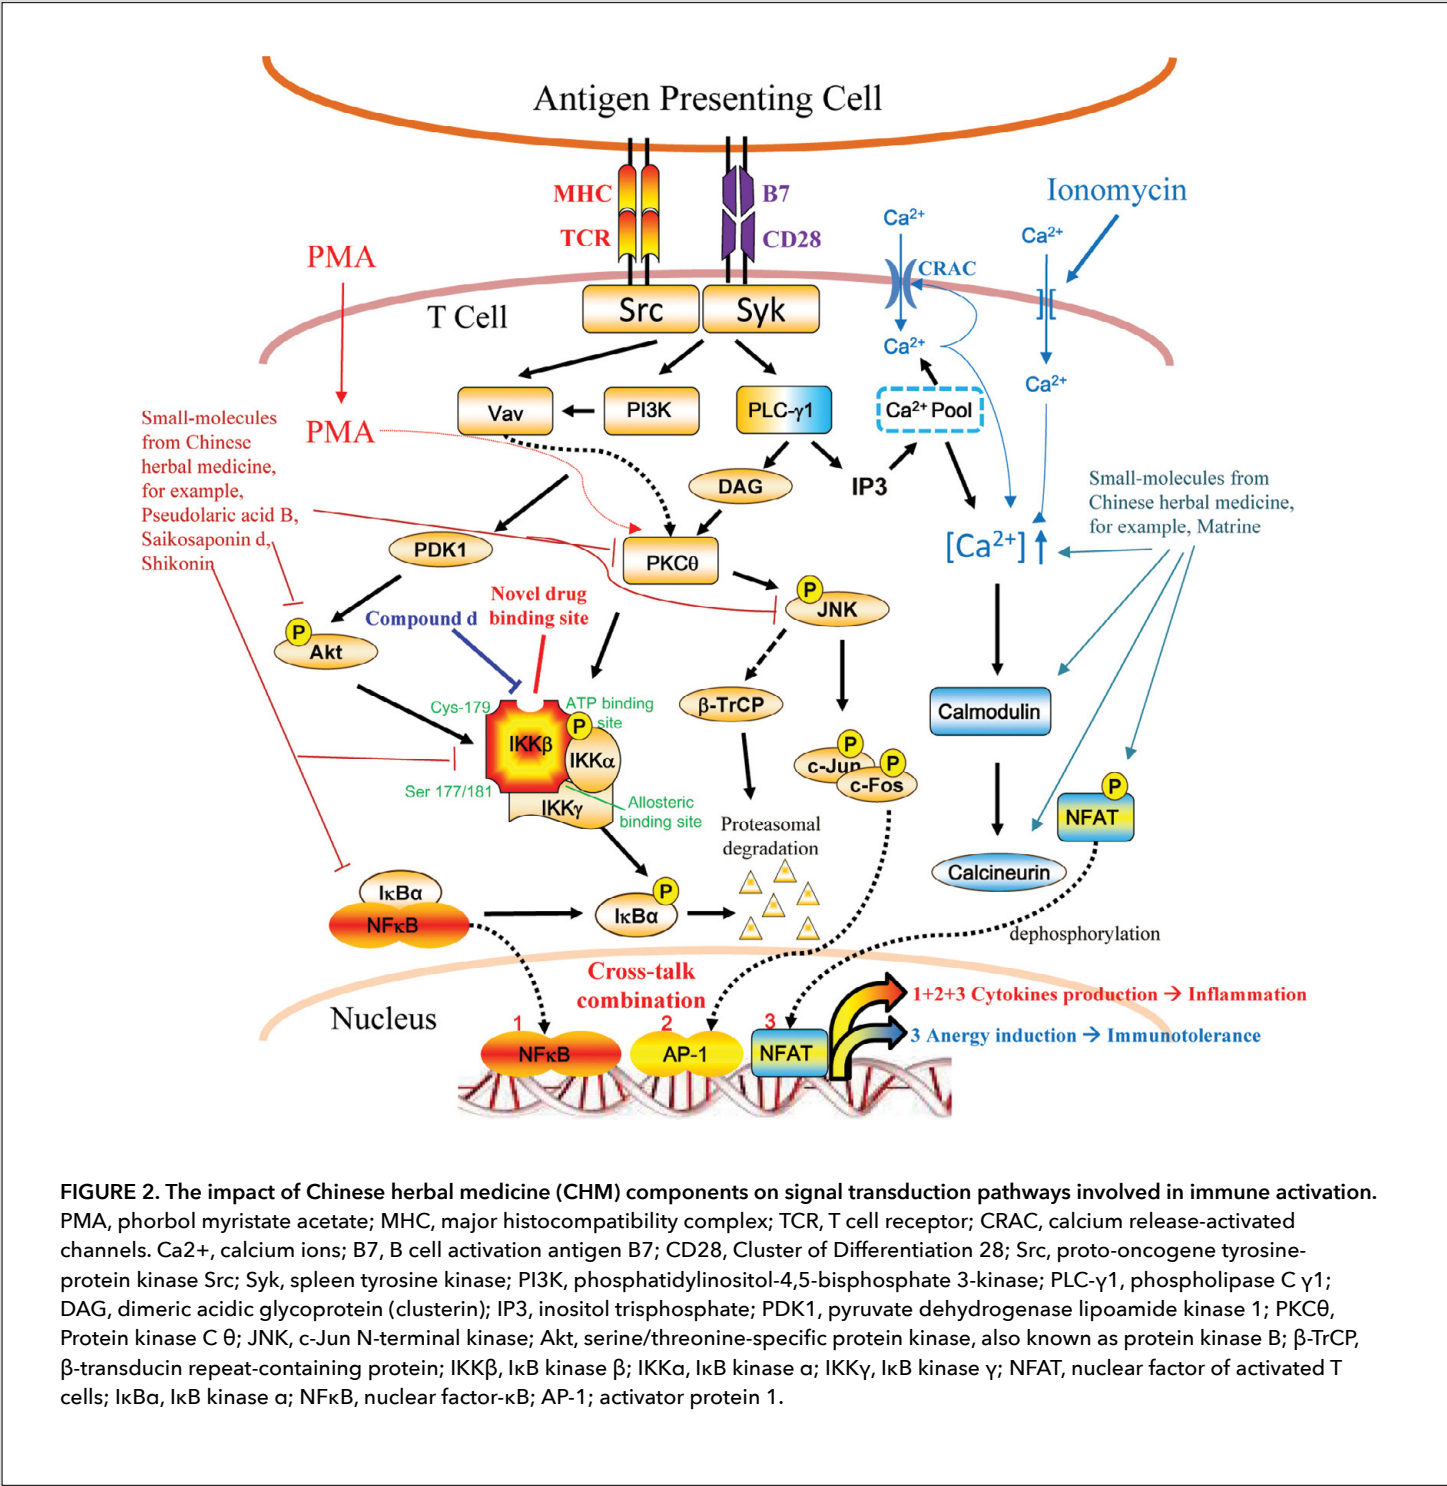 Antigen Presenting Cell
MHC
B7
TCR
CD28
Ionomycin
Ca2+
Ca2+
CRAC
PMA
T Cell
Src
Syk
Ca2+
Ca2+
Vav
PI3K
PLC-γ1
Ca2+ Pool
PMA
Small-molecules
from Chinese
herbal medicine,
for example,
Pseudolaric acid B,
Saikosaponin d,
Shikonin
DAG
IP3
Small-molecules from
Chinese herbal medicine,
for example, Matrine
PDK1
PKCθ
[Ca2+]
P
JNK
Novel drug
binding site
Compound d
P
Akt
Cys-179
ATP binding
site
P
IKKβ
IKKα
IKKγ
Ser 177/181
Allosteric
binding site
β-TrCP
Calmodulin
P
c-Jun
P
c-Fos
P
NFAT
Proteasomal
degradation
Calcineurin
IκBα
NFκB
P
IκBα
dephosphorylation
Cross-talk
combination
Nucleus
1
2
3
NFκB
AP-1
NFAT
1+2+3 Cytokines production → Inflammation
3 Anergy induction → Immunotolerance
FIGURE 2. The impact of Chinese herbal medicine (CHM) components on signal transduction pathways involved in immune activation.
PMA, phorbol myristate acetate; MHC, major histocompatibility complex; TCR, T cell receptor; CRAC, calcium release-activated
channels. Ca2+, calcium ions; B7, B cell activation antigen B7; CD28, Cluster of Differentiation 28; Src, proto-oncogene tyrosine-
protein kinase Src; Syk, spleen tyrosine kinase; PI3K, phosphatidylinositol-4,5-bisphosphate 3-kinase; PLC-γ1, phospholipase C γ1;
DAG, dimeric acidic glycoprotein (clusterin); IP3, inositol trisphosphate; PDK1, pyruvate dehydrogenase lipoamide kinase 1; PKCθ,
Protein kinase C θ; JNK, c-Jun N-terminal kinase; Akt, serine/threonine-specific protein kinase, also known as protein kinase B; β-TrCP,
β-transducin repeat-containing protein; IKKβ, IκB kinase β; IKKα, IκB kinase α; IKKγ, IκB kinase γ; NFAT, nuclear factor of activated T
cells; IκBα, IκB kinase α; NFκB, nuclear factor-κB; AP-1; activator protein 1.